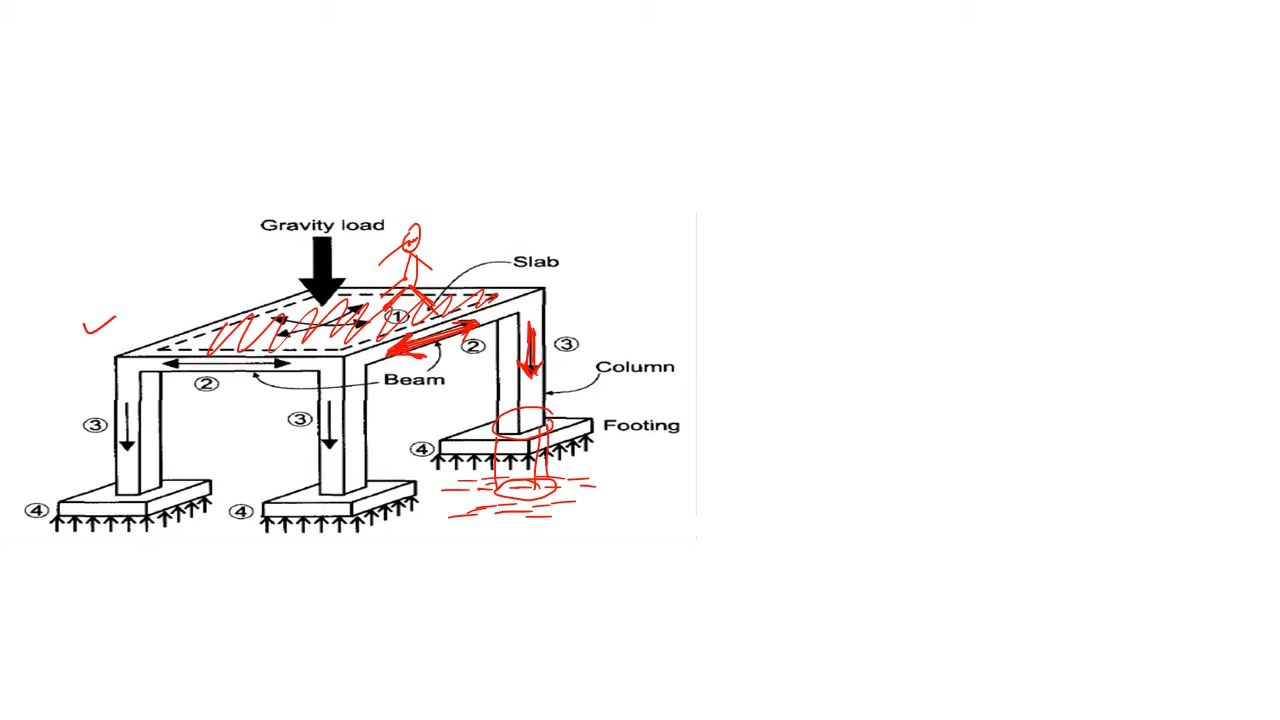 Gravity load
Slab
①
②
③
Column
②
Beam
③
③
Footing
④
④
④